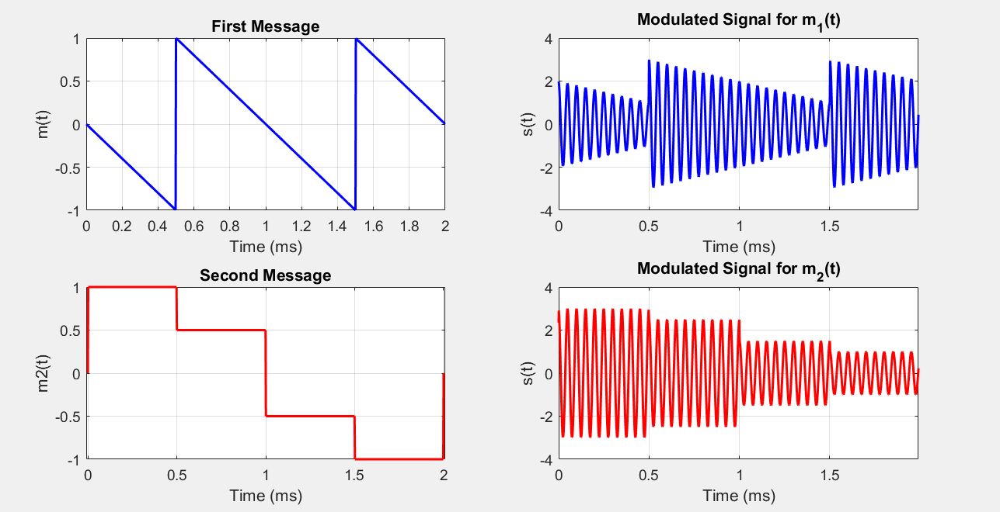 First Message
m(t)
1
0.5
0
-0.5
-1
0 0.2 0.4 0.6 0.8 1 1.2 1.4 1.6 1.8 2
Time (ms)
Modulated Signal for m1(t)
s(t)
4
2
0
-2
-4
0 0.5 1 1.5
Time (ms)
Second Message
m2(t)
1
0.5
0
-0.5
-1
0 0.5 1 1.5 2
Time (ms)
Modulated Signal for m2(t)
s(t)
4
2
0
-2
-4
0 0.5 1 1.5
Time (ms)